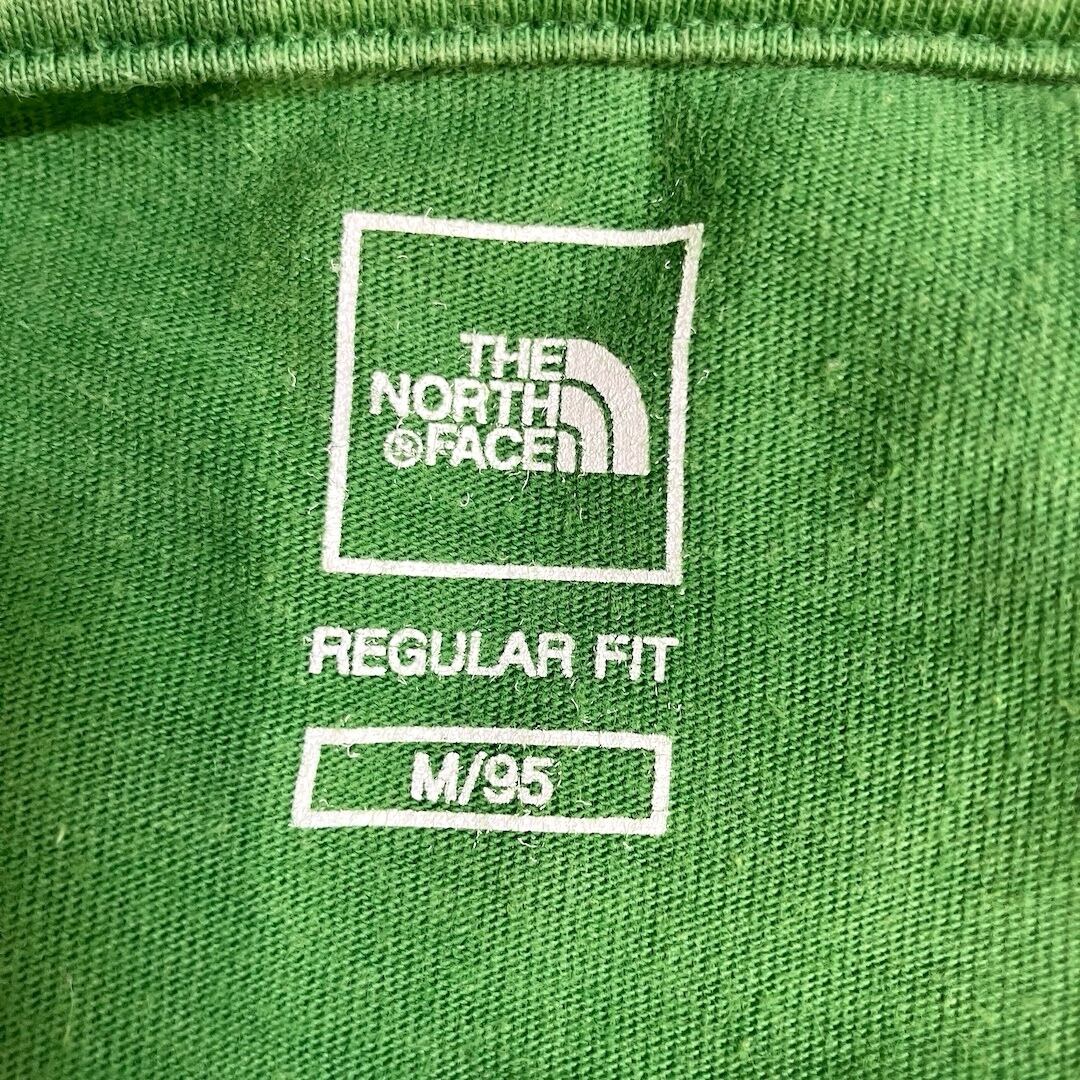 THE
NORTH
®FACE
REGULAR FIT
M/95